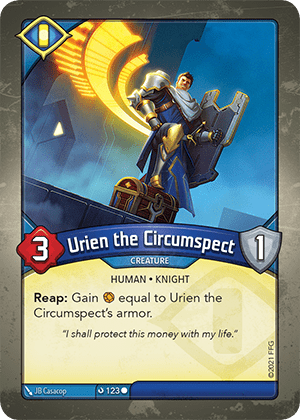 3
Urien the Circumspect
1
CREATURE
HUMAN • KNIGHT
Reap: Gain equal to Urien the
Circumspect's armor.
“I shall protect this money with my life.”
©2021 FFG
JB Casacop
123